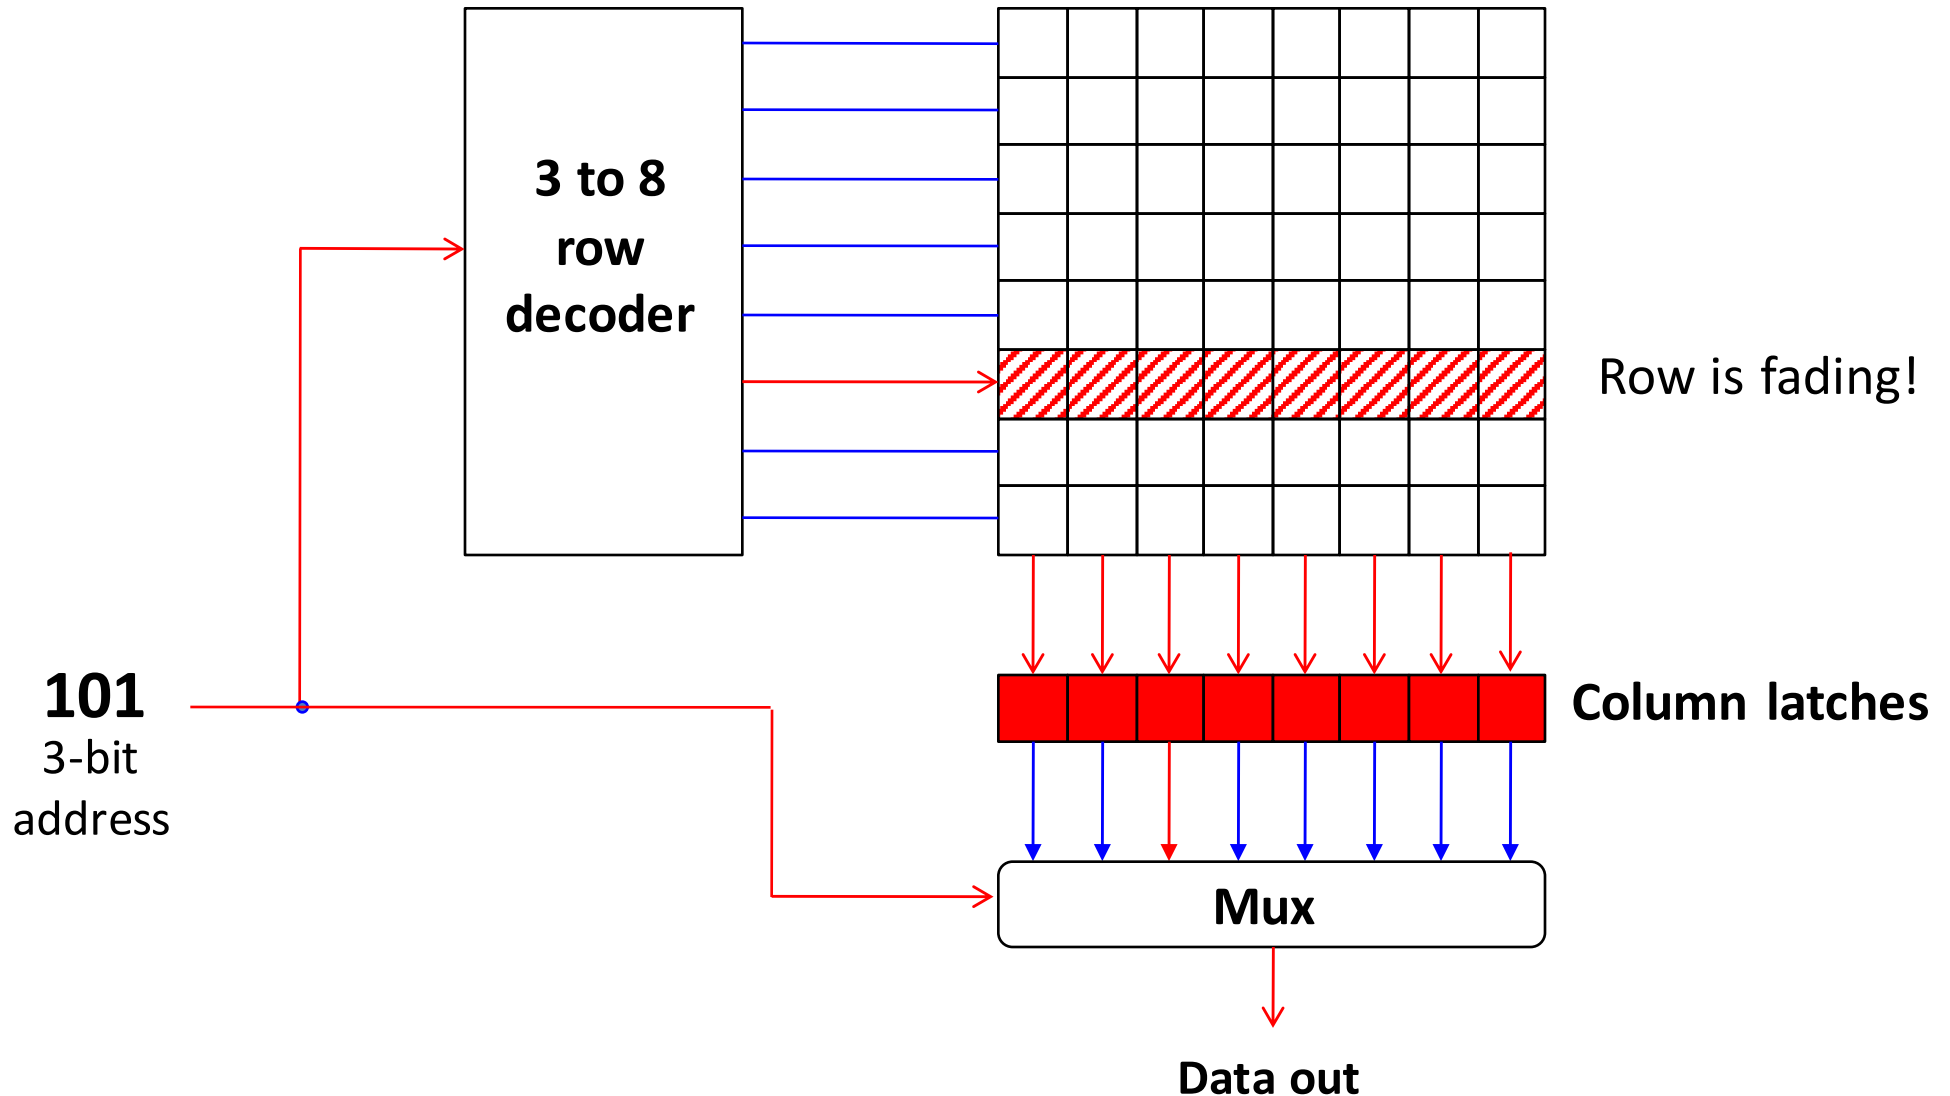 3 to 8
row
decoder
Row is fading!
101
3-bit
address
Column latches
Mux
Data out